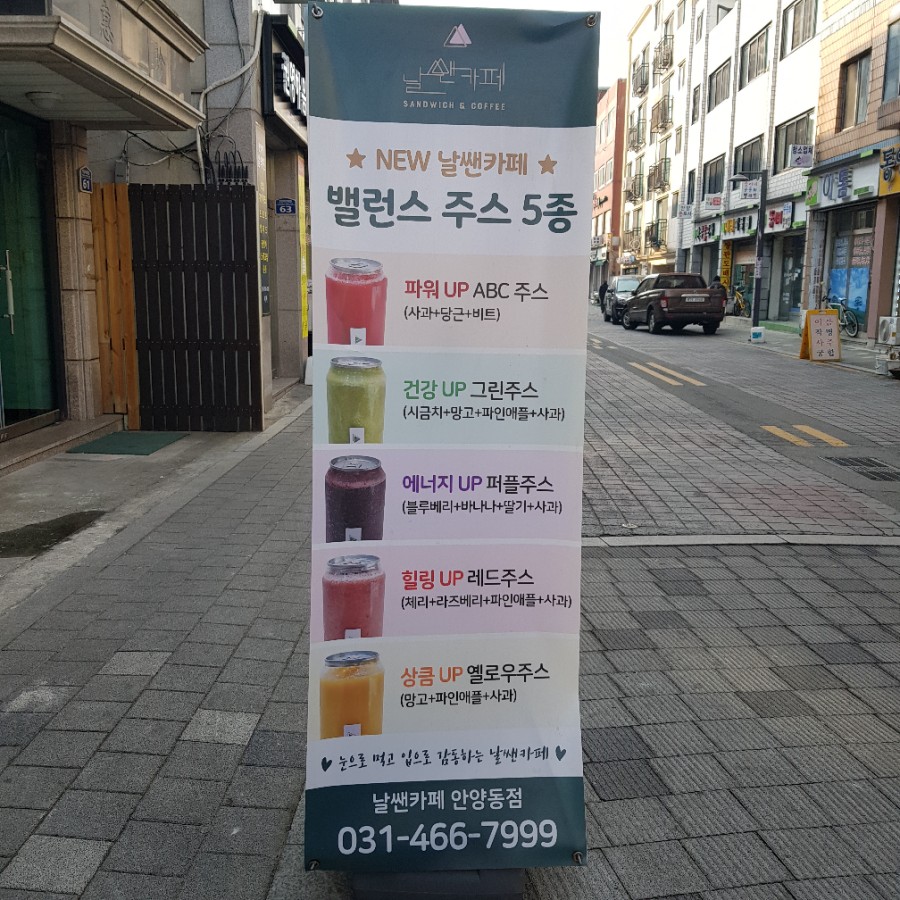 날쌘카페
SANDWICH & COFFEE
★ NEW 날쌘카페 ★
밸런스 주스 5종
파워 UP ABC 주스
(사과+당근+비트)
건강 UP 그린주스
(시금치+망고+파인애플+사과)
에너지 UP 퍼플주스
(블루베리+바나나+딸기+사과)
힐링 UP 레드주스
(체리+라즈베리+파인애플+사과)
상큼 UP 옐로우주스
(망고+파인애플+사과)
♥ 눈으로 먹고 입으로 감동하는 날쌘카페 ♥
날쌘카페 안양동점
031-466-7999
61
63